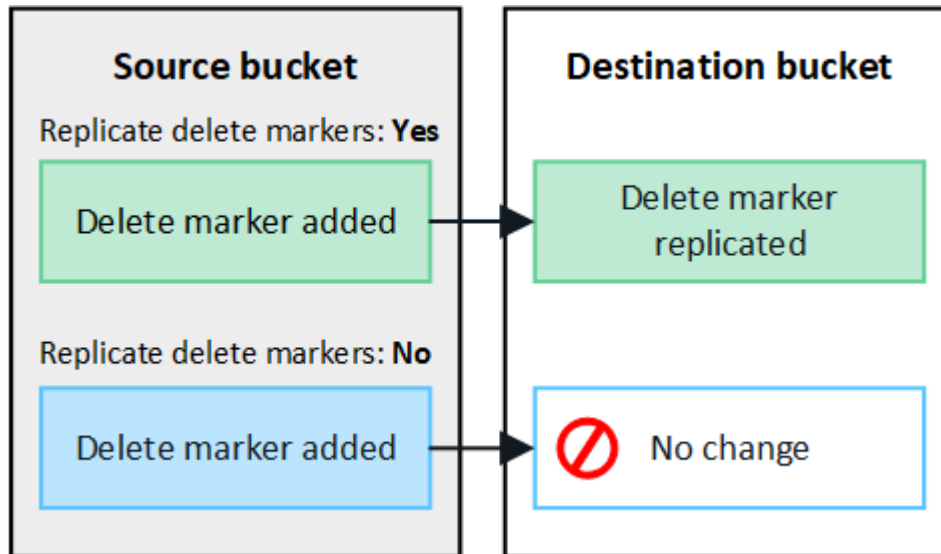 Source bucket
Destination bucket
Replicate delete markers: Yes
Delete marker added
Delete marker
replicated
Replicate delete markers: No
Delete marker added
No change